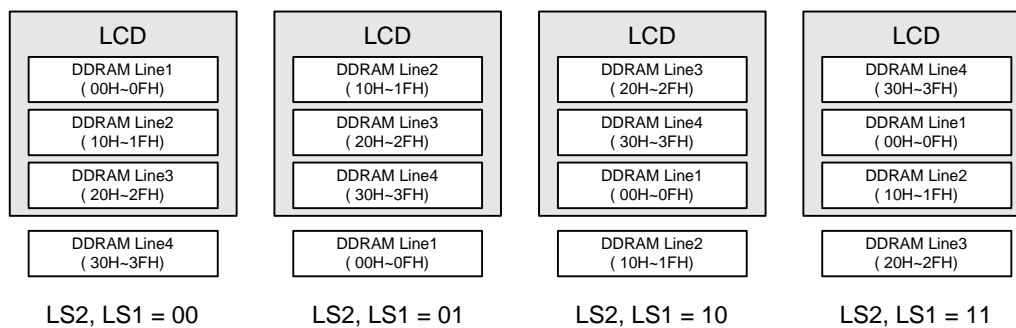 LCD
DDRAM Line1
( 00H~0FH)
DDRAM Line2
( 10H~1FH)
DDRAM Line3
( 20H~2FH)
DDRAM Line4
( 30H~3FH)
LS2, LS1 = 00
LCD
DDRAM Line2
( 10H~1FH)
DDRAM Line3
( 20H~2FH)
DDRAM Line4
( 30H~3FH)
DDRAM Line1
( 00H~0FH)
LS2, LS1 = 01
LCD
DDRAM Line3
( 20H~2FH)
DDRAM Line4
( 30H~3FH)
DDRAM Line1
( 00H~0FH)
DDRAM Line2
( 10H~1FH)
LS2, LS1 = 10
LCD
DDRAM Line4
( 30H~3FH)
DDRAM Line1
( 00H~0FH)
DDRAM Line2
( 10H~1FH)
DDRAM Line3
( 20H~2FH)
LS2, LS1 = 11